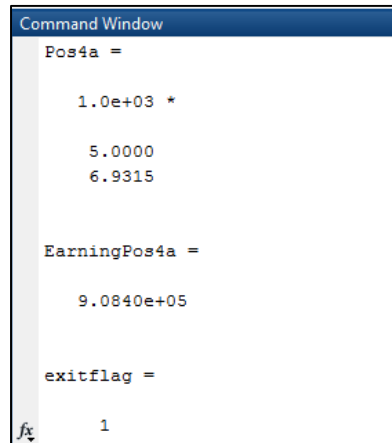 Command Window
Pos4a =
1.0e+03 *
5.0000
6.9315
EarningPos4a =
9.0840e+05
exitflag =
1
fx